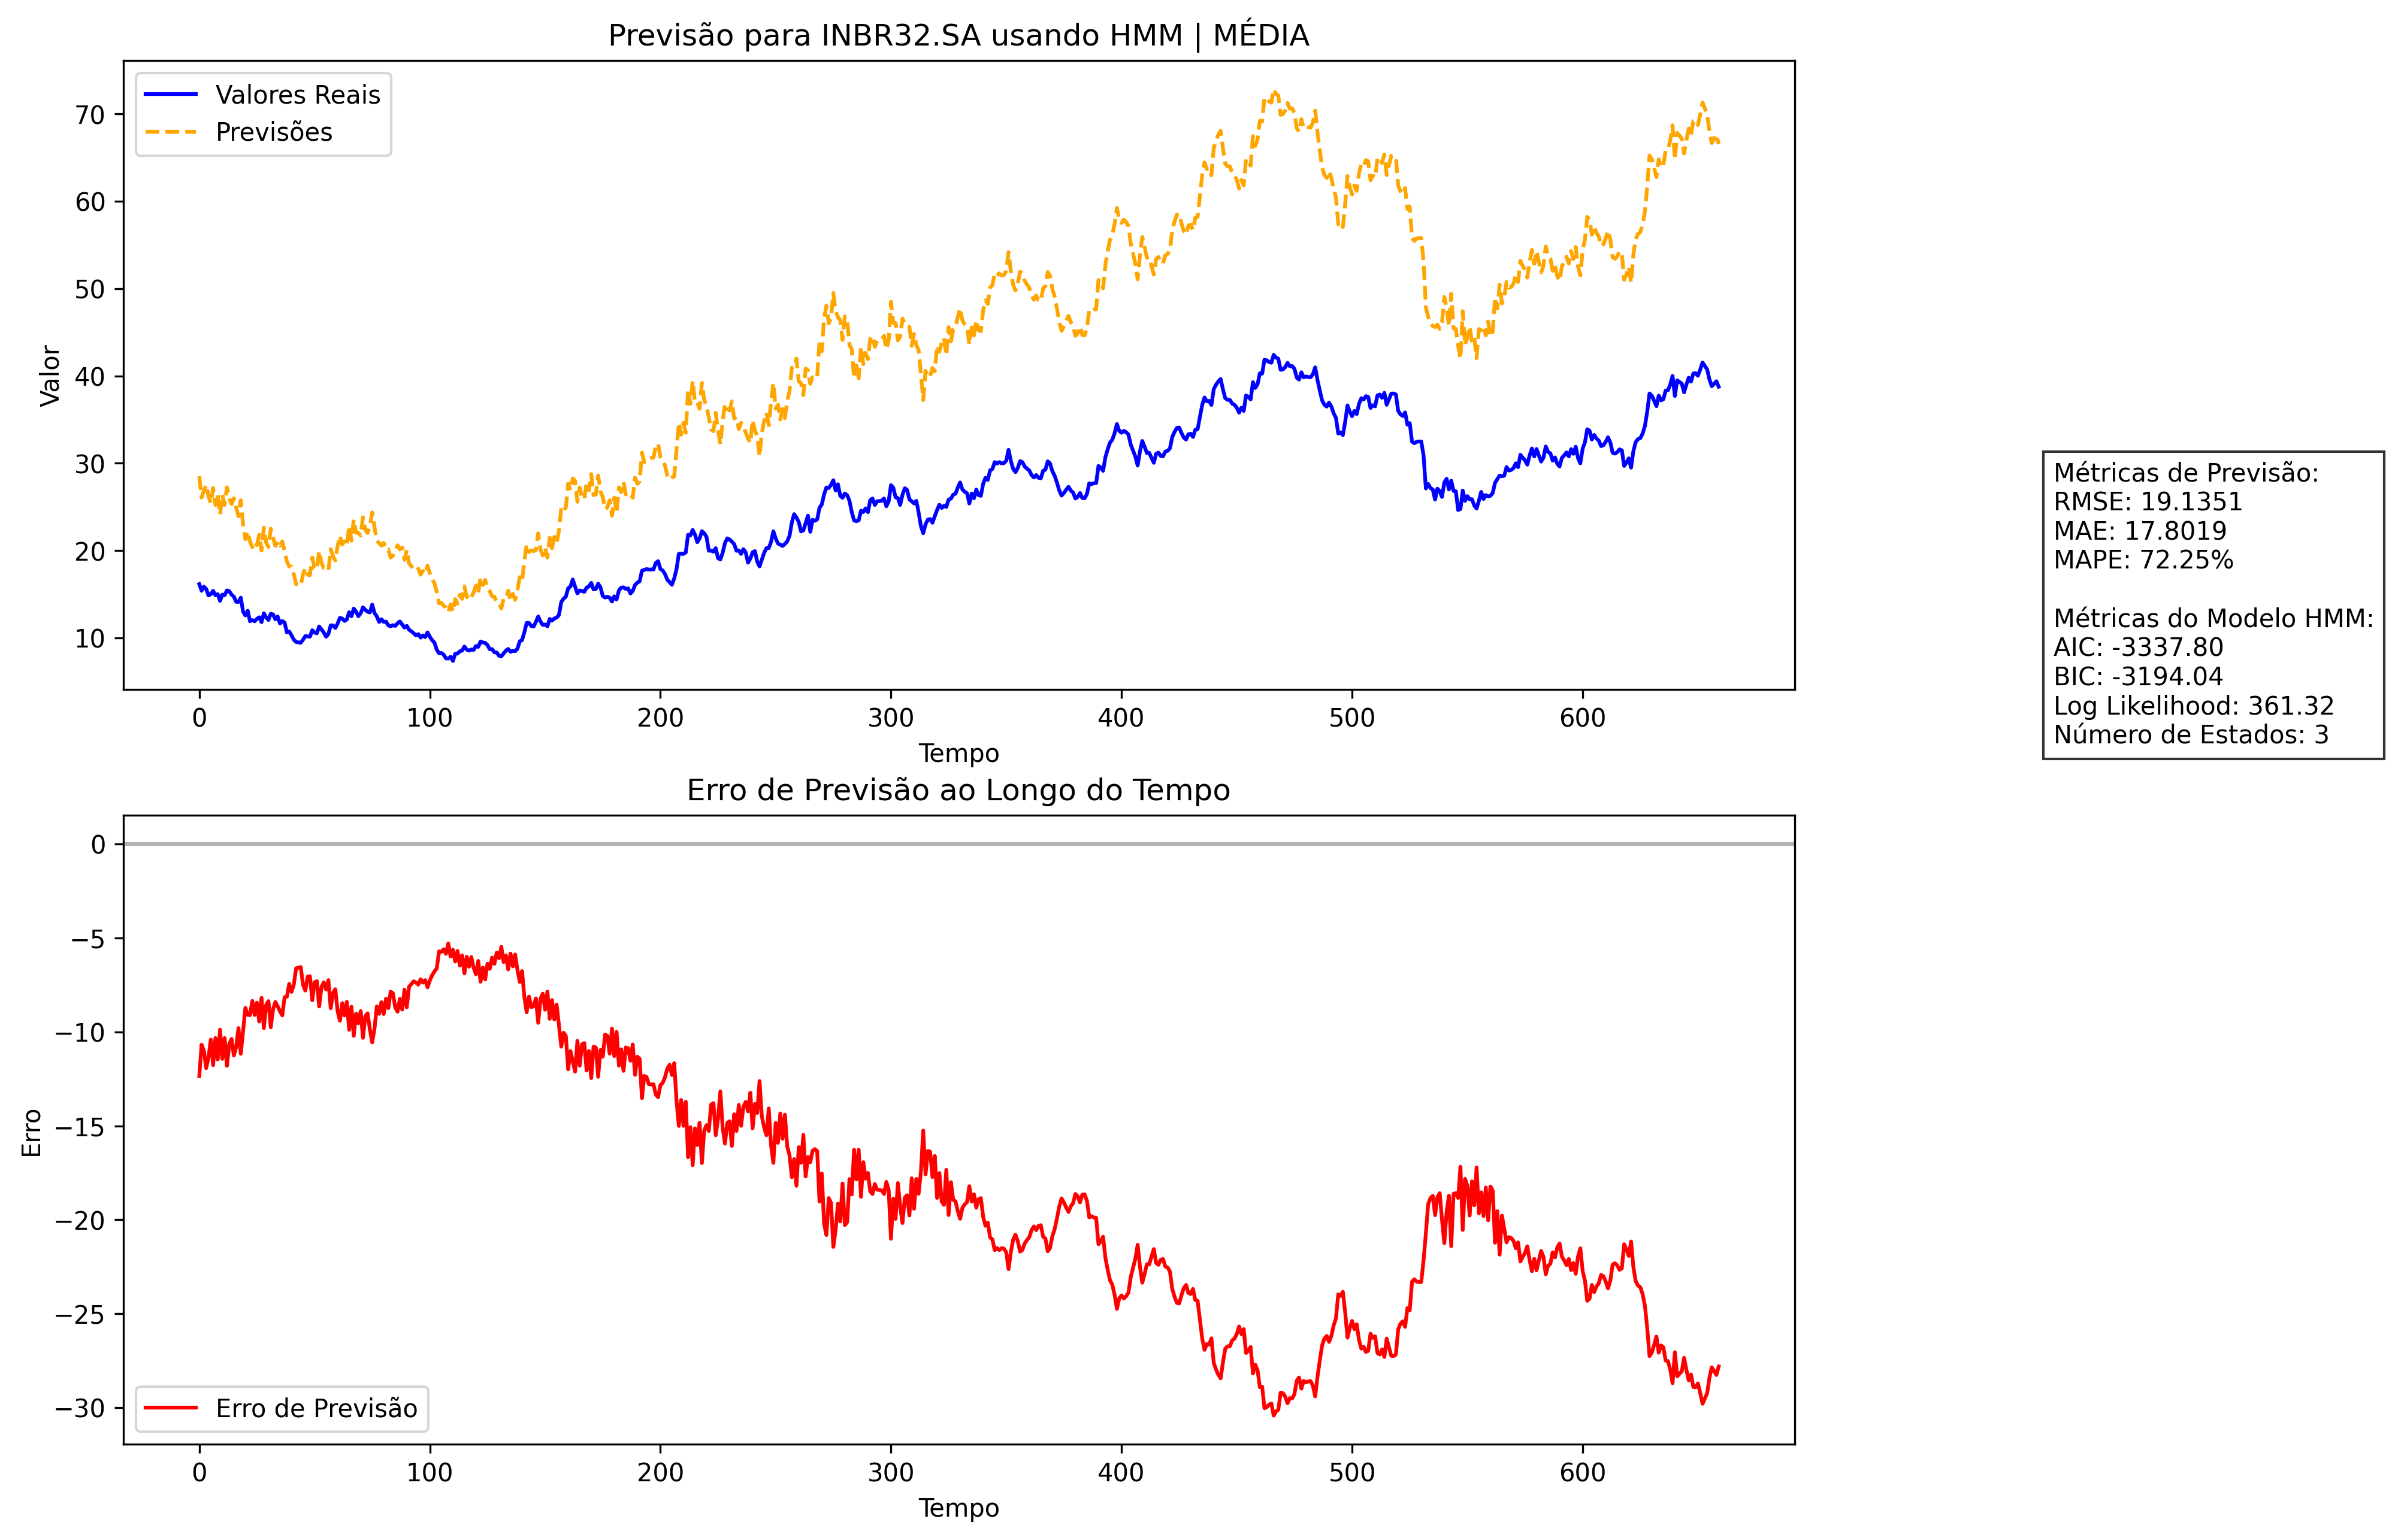 Previsão para INBR32.SA usando HMM | MÉDIA
Valores Reais
Previsões
Valor
70
60
50
40
30
20
10
0 100 200 300 400 500 600
Tempo
Métricas de Previsão:
RMSE: 19.1351
MAE: 17.8019
MAPE: 72.25%
Métricas do Modelo HMM:
AIC: -3337.80
BIC: -3194.04
Log Likelihood: 361.32
Número de Estados: 3
Erro de Previsão ao Longo do Tempo
Erro
0
−5
−10
−15
−20
−25
−30
Erro de Previsão
0 100 200 300 400 500 600
Tempo